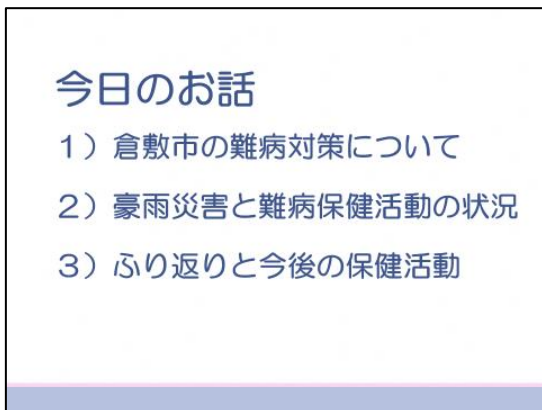 今日のお話
１）倉敷市の難病対策について
２）豪雨災害と難病保健活動の状況
３）ふり返りと今後の保健活動